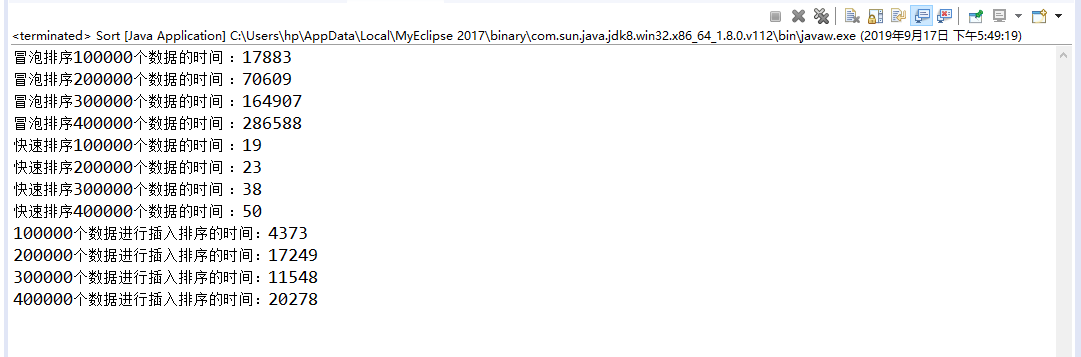 <terminated> Sort [Java Application] C:\Users\hp\AppData\Local\MyEclipse 2017\binary\com.sun.java.jdk8.win32.x86_64_1.8.0.v112\bin\javaw.exe (2019年9月17日 下午5:49:19)
冒泡排序100000个数据的时间：17883
冒泡排序200000个数据的时间：70609
冒泡排序300000个数据的时间：164907
冒泡排序400000个数据的时间：286588
快速排序100000个数据的时间：19
快速排序200000个数据的时间：23
快速排序300000个数据的时间：38
快速排序400000个数据的时间：50
100000个数据进行插入排序的时间：4373
200000个数据进行插入排序的时间：17249
300000个数据进行插入排序的时间：11548
400000个数据进行插入排序的时间：20278